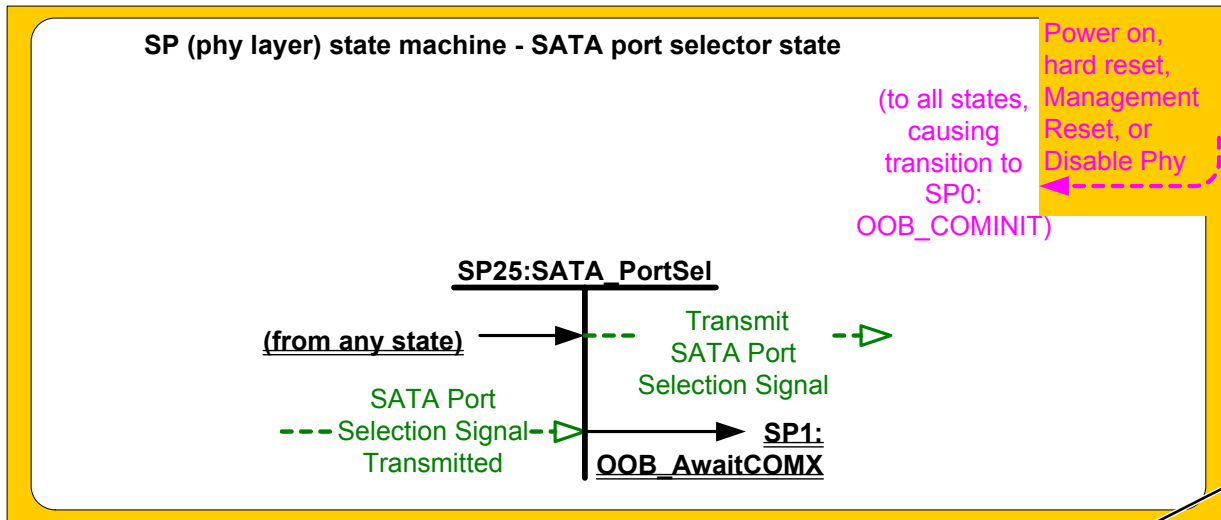 SP (phy layer) state machine - SATA port selector state
Power on,
hard reset,
Management
Reset, or
Disable Phy
(to all states,
causing
transition to
SP0:
OOB_COMINIT)
SP25:SATA_PortSel
(from any state)
Transmit
SATA Port
Selection Signal
SATA Port
Selection Signal
Transmitted
SP1:
OOB_AwaitCOMX